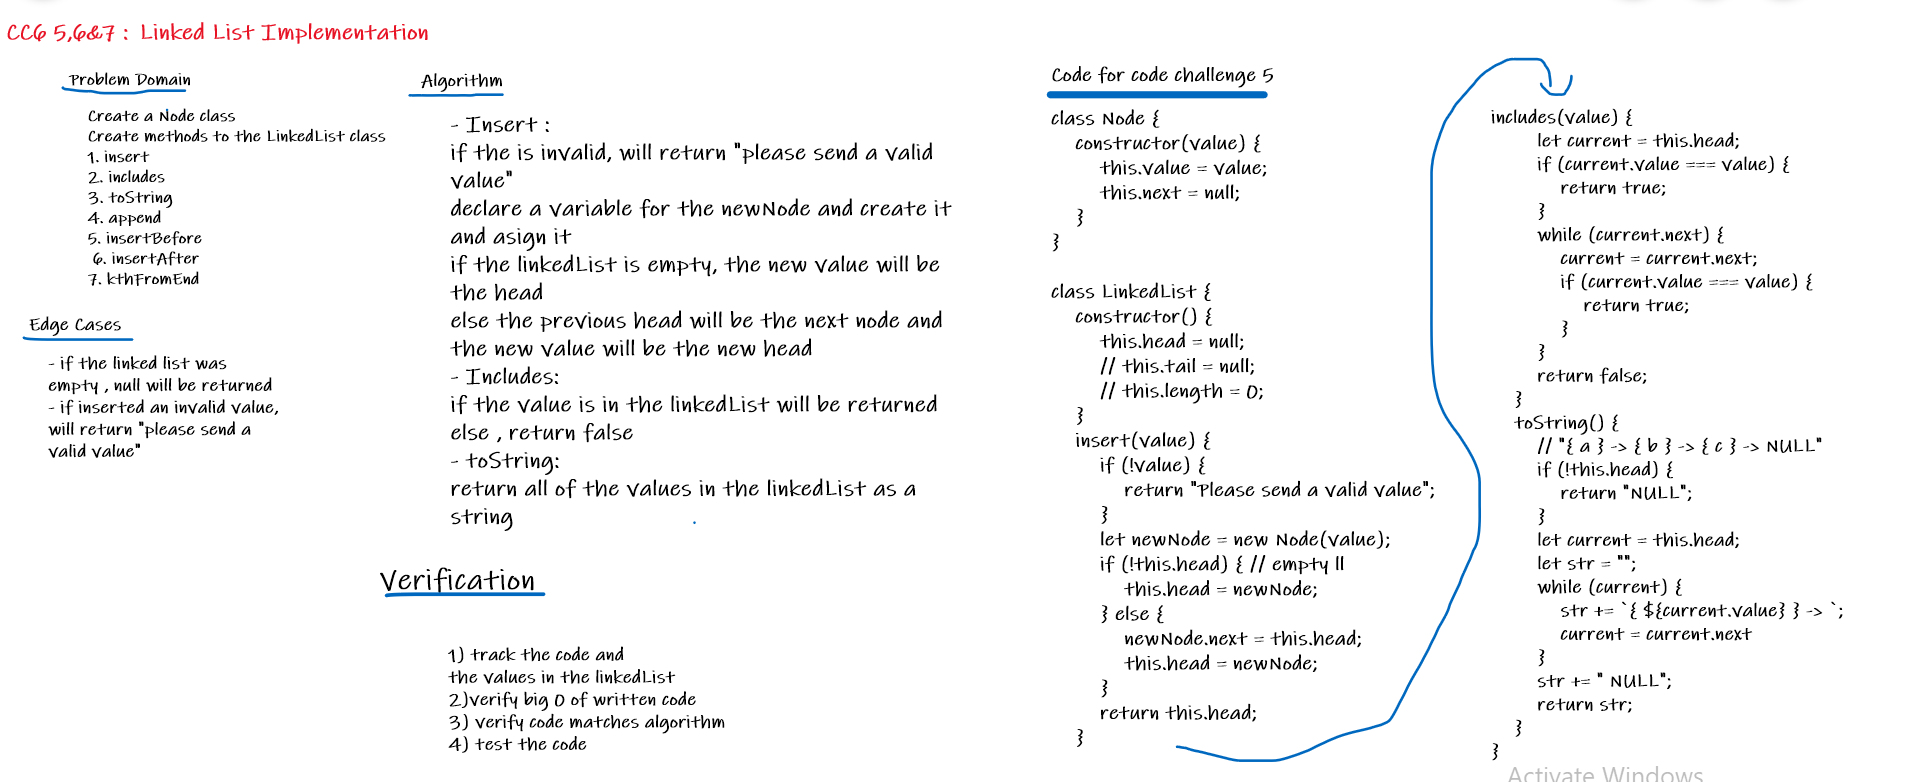 CC6 5,6&7 : Linked List Implementation
Problem Domain
Create a Node class
Create methods to the LinkedList class
1. insert
2. includes
3. toString
4. append
5. insertBefore
6. insertAfter
7. kthFromEnd
Edge Cases
- if the linked list was
empty , null will be returned
- if inserted an invalid value,
will return "please send a
valid value"
Algorithm
- Insert :
if the is invalid, will return "please send a valid
value"
declare a variable for the newNode and create it
and asign it
if the linkedList is empty, the new value will be
the head
else the previous head will be the next node and
the new value will be the new head
- Includes:
if the value is in the linkedList will be returned
else , return false
- toString:
return all of the values in the linkedList as a
string
Verification
1) track the code and
the values in the linkedList
2)verify big O of written code
3) verify code matches algorithm
4) test the code
Code for code challenge 5
class Node {
constructor(value) {
this.value = value;
this.next = null;
}
}
class LinkedList {
constructor() {
this.head = null;
// this.tail = null;
// this.length = 0;
}
insert(value) {
if (!value) {
return "Please send a valid value";
}
let newNode = new Node(value);
if (!this.head) { // empty ll
this.head = newNode;
} else {
newNode.next = this.head;
this.head = newNode;
}
return this.head;
}
includes(value) {
let current = this.head;
if (current.value === value) {
return true;
}
while (current.next) {
current = current.next;
if (current.value === value) {
return true;
}
}
return false;
}
toString() {
// "{ a } -> { b } -> { c } -> NULL"
if (!this.head) {
return "NULL";
}
let current = this.head;
let str = "";
while (current) {
str += `{ ${current.value} } -> `;
current = current.next
}
str += " NULL";
return str;
}
}
Activate Windows